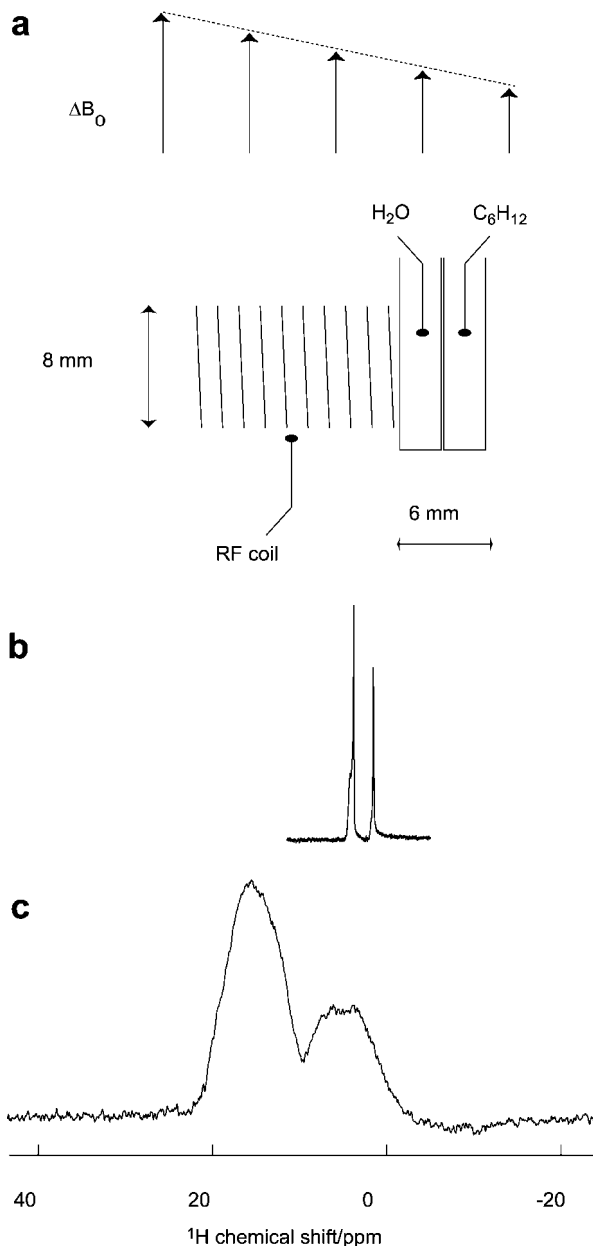 a
ΔB₀
H₂O C₆H₁₂
8 mm
6 mm
RF coil
b
c
40 20 0 -20
¹H chemical shift/ppm